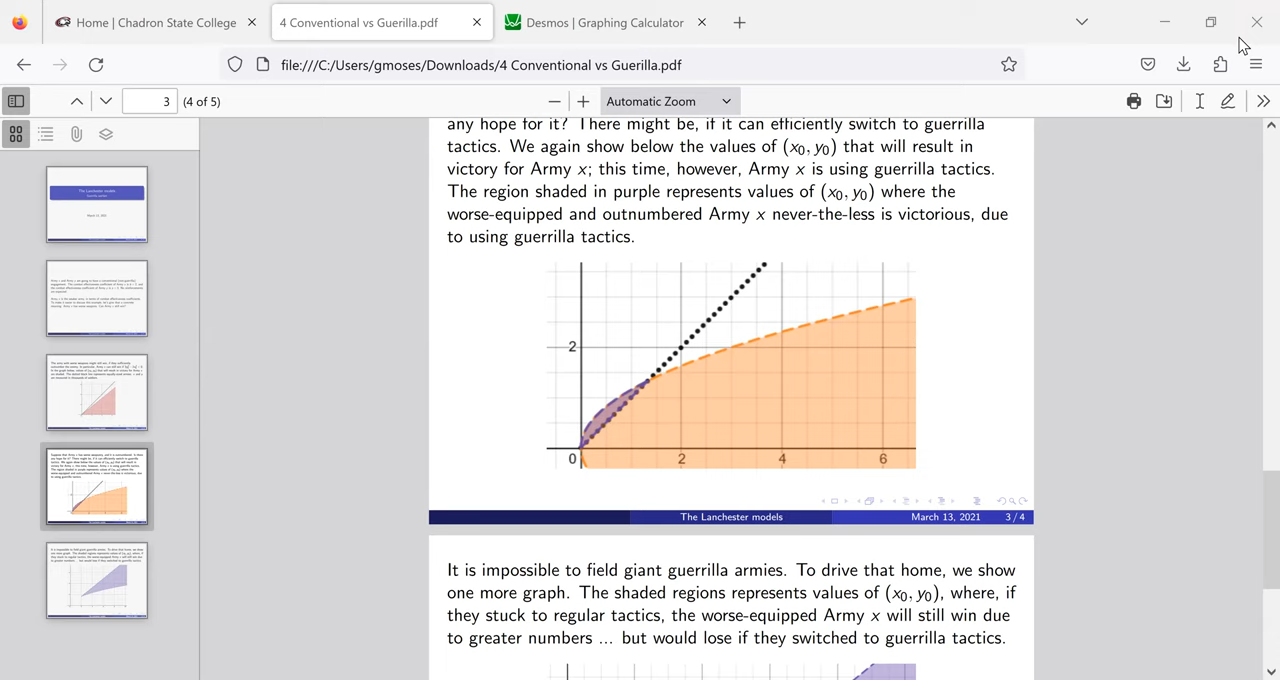 Home | Chadron State College
4 Conventional vs Guerilla.pdf
Desmos | Graphing Calculator
file:///C:/Users/gmoses/Downloads/4 Conventional vs Guerilla.pdf
3 (4 of 5)
Automatic Zoom
The Lanchester models
any hope for it? There might be, if it can efficiently switch to guerrilla
tactics. We again show below the values of (x₀, y₀) that will result in
victory for Army x; this time, however, Army x is using guerrilla tactics.
The region shaded in purple represents values of (x₀, y₀) where the
worse-equipped and outnumbered Army x never-the-less is victorious, due
to using guerrilla tactics.
2
0 2 4 6
The Lanchester models March 13, 2021 3 / 4
It is impossible to field giant guerrilla armies. To drive that home, we show
one more graph. The shaded regions represents values of (x₀, y₀), where, if
they stuck to regular tactics, the worse-equipped Army x will still win due
to greater numbers ... but would lose if they switched to guerrilla tactics.